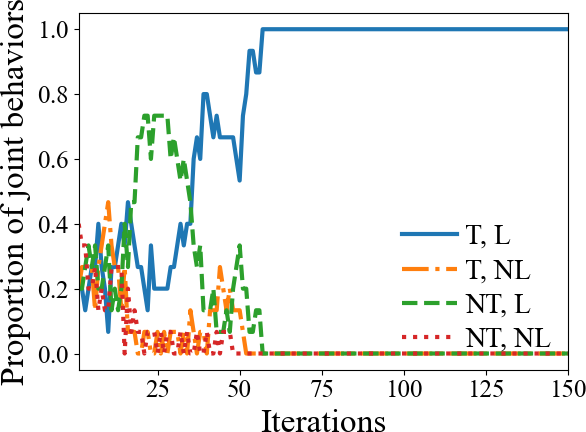 Proportion of joint behaviors
1.0
0.8
0.6
0.4
0.2
0.0
T, L
T, NL
NT, L
NT, NL
25 50 75 100 125 150
Iterations